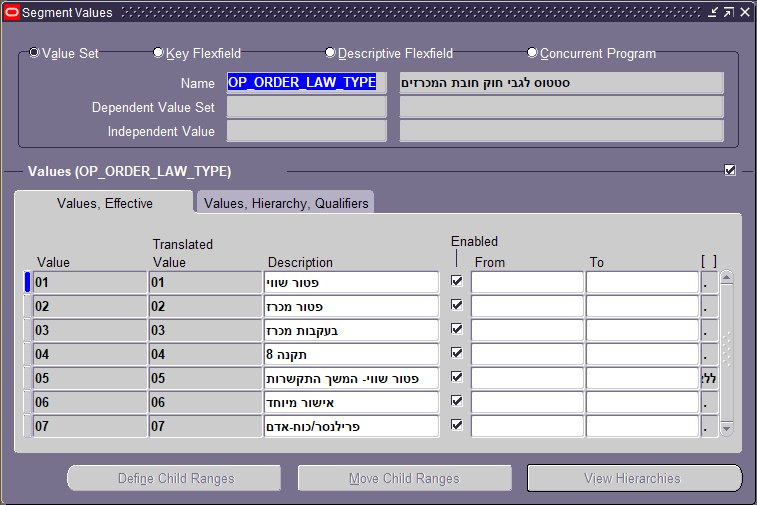 Segment Values
Value Set Key Flexfield Descriptive Flexfield Concurrent Program
Name OP_ORDER_LAW_TYPE סטטוס לגבי חוק חובת המכרזים
Dependent Value Set
Independent Value
Values (OP_ORDER_LAW_TYPE)
Values, Effective Values, Hierarchy, Qualifiers
Translated Enabled
Value Value Description From To [ ]
01 01 פטור שווי .
02 02 פטור מכרז .
03 03 בעקבות מכרז .
04 04 תקנה 8 .
05 05 פטור שווי- המשך התקשרות ללא
06 06 אישור מיוחד .
07 07 פרילנסר/כוח-אדם .
Define Child Ranges Move Child Ranges View Hierarchies